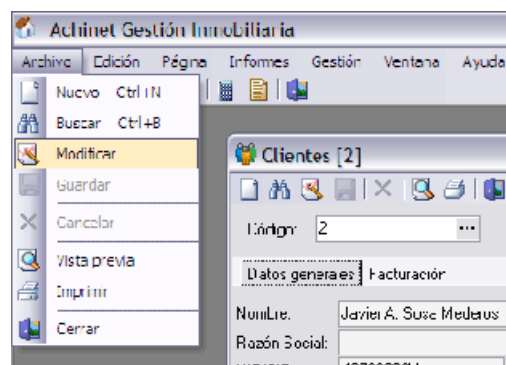 Achinet Gestión Inmobiliaria
Archivo Edición Página Informes Gestión Ventana Ayuda
Nuevo Ctrl+N
Buscar Ctrl+B
Modificar
Guardar
Cancelar
Vista previa
Imprimir
Cerrar
Clientes [2]
Código: 2 ...
Datos generales Facturación
Nombre: Javier A. Sosa Mederos
Razón Social: